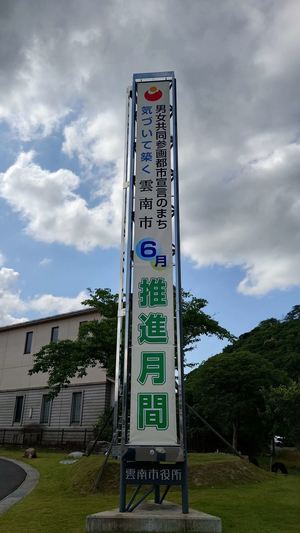 男女共同参画都市宣言のまち
気づいて築く 雲南市
6月
推進月間
雲南市役所